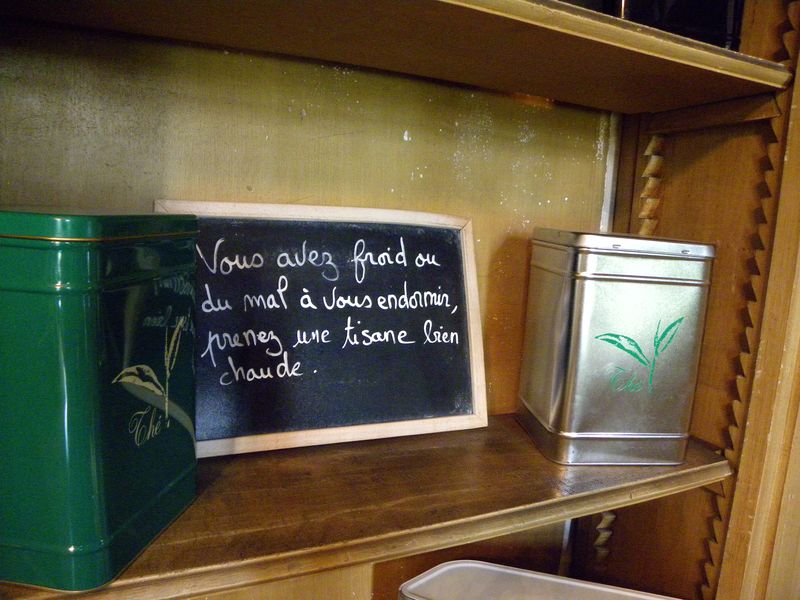 Vous avez froid ou
du mal à vous endormir,
prenez une tisane bien
chaude.
Thé
Thé